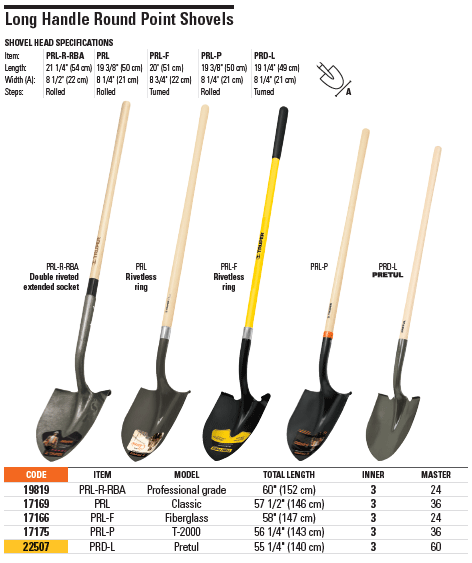 Long Handle Round Point Shovels
SHOVEL HEAD SPECIFICATIONS
Item: PRL-R-RBA PRL PRL-F PRL-P PRD-L
Length: 21 1/4" (54 cm) 19 3/8" (50 cm) 20" (51 cm) 19 3/8" (50 cm) 19 1/4" (49 cm)
Width (A): 8 1/2" (22 cm) 8 1/4" (21 cm) 8 3/4" (22 cm) 8 1/4" (21 cm) 8 1/4" (21 cm)
Steps: Rolled Rolled Turned Rolled Turned
A
TRUPER
TRUPER
PRL-R-RBA
Double riveted
extended socket
PRL
Rivetless
ring
PRL-F
Rivetless
ring
PRL-P
PRD-L
PRETUL
CODE ITEM MODEL TOTAL LENGTH INNER MASTER
19819 PRL-R-RBA Professional grade 60" (152 cm) 3 24
17169 PRL Classic 57 1/2" (146 cm) 3 36
17166 PRL-F Fiberglass 58" (147 cm) 3 24
17175 PRL-P T-2000 56 1/4" (143 cm) 3 36
22507 PRD-L Pretul 55 1/4" (140 cm) 3 60